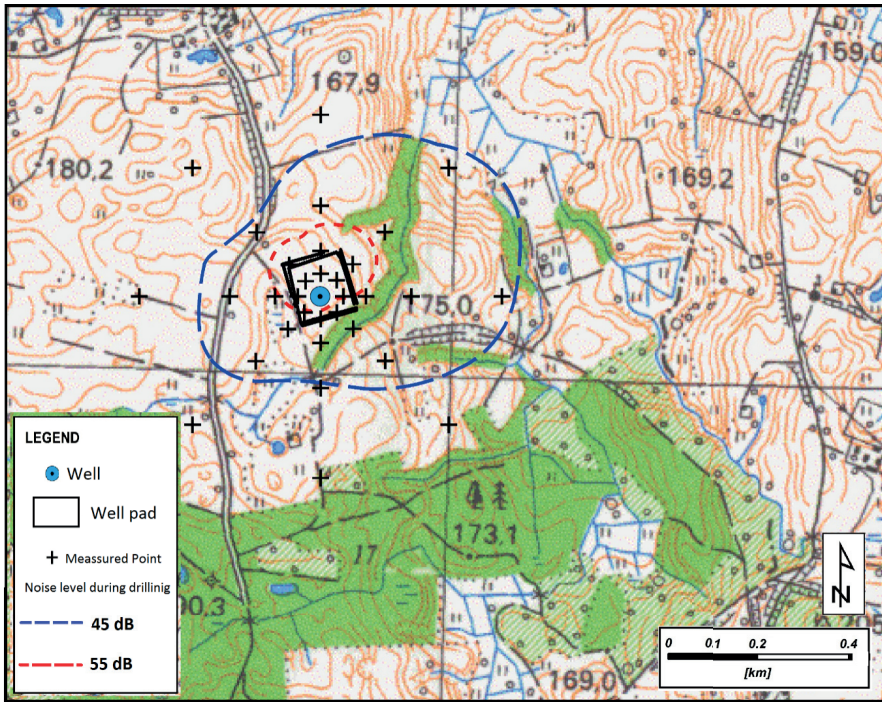 159,0
167,9
180,2
169,2
175,0
LEGEND
Well
Well pad
Meassured Point
Noise level during drillinig
45 dB
55 dB
173,1
17
00,3
N
0 0.1 0.2 0.4
[km]
169,0
205